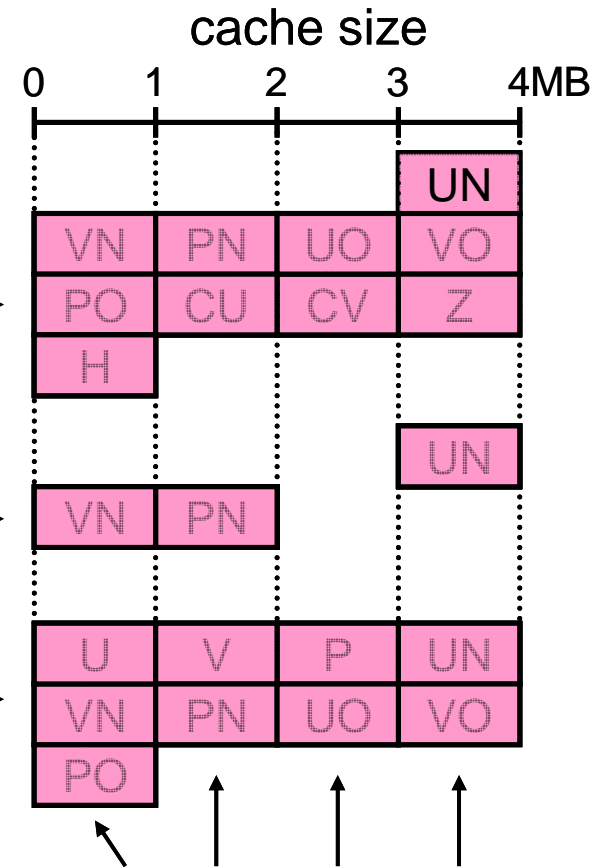 cache size
0 1 2 3 4MB
UN
VN PN UO VO
PO CU CV Z
H
UN
VN PN
U V P UN
VN PN UO VO
PO